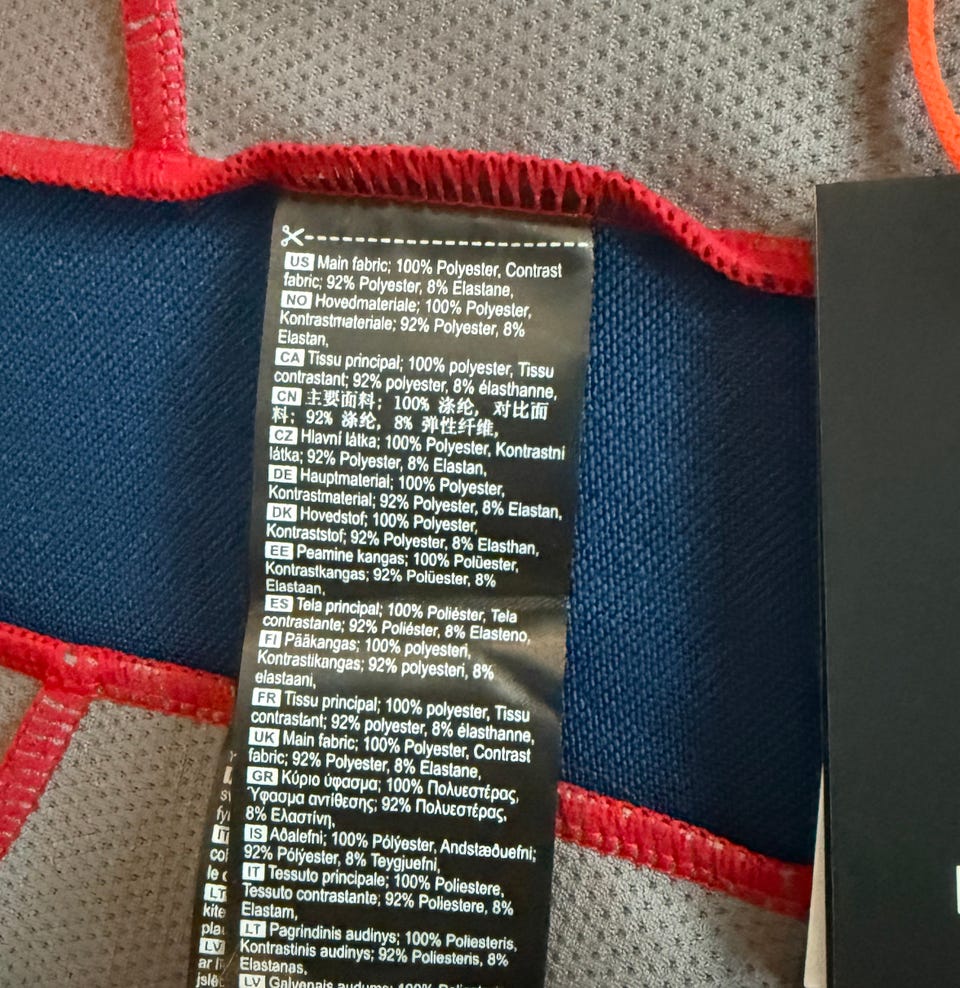 US Main fabric; 100% Polyester, Contrast
fabric; 92% Polyester, 8% Elastane,
NO Hovedmateriale; 100% Polyester,
Kontrastmateriale; 92% Polyester, 8%
Elastan,
CA Tissu principal; 100% polyester, Tissu
contrastant; 92% polyester, 8% élasthanne,
CN 主要面料; 100% 涤纶, 对比面
料; 92% 涤纶, 8% 弹性纤维,
CZ Hlavní látka; 100% Polyester, Kontrastní
látka; 92% Polyester, 8% Elastan,
DE Hauptmaterial; 100% Polyester,
Kontrastmaterial; 92% Polyester, 8% Elastan,
DK Hovedstof; 100% Polyester,
Kontraststof; 92% Polyester, 8% Elasthan,
EE Peamine kangas; 100% Polüester,
Kontrastkangas; 92% Polüester, 8%
Elastaan,
ES Tela principal; 100% Poliéster, Tela
contrastante; 92% Poliéster, 8% Elasteno,
FI Pääkangas; 100% polyesteri,
Kontrastikangas; 92% polyesteri, 8%
elastaani,
FR Tissu principal; 100% polyester, Tissu
contrastant; 92% polyester, 8% élasthanne,
UK Main fabric; 100% Polyester, Contrast
fabric; 92% Polyester, 8% Elastane,
GR Κύριο ύφασμα; 100% Πολυεστέρας,
Ύφασμα αντίθεσης; 92% Πολυεστέρας,
8% Ελαστίνη,
IS Aðalefni; 100% Pólýester, Andstæðuefni;
92% Pólýester, 8% Teygjuefni,
IT Tessuto principale; 100% Poliestere,
Tessuto contrastante; 92% Poliestere, 8%
Elastam,
LT Pagrindinis audinys; 100% Poliesteris,
Kontrastinis audinys; 92% Poliesteris, 8%
Elastanas,
LV Galvenais audums; 100%
IT
LT
kite
LV